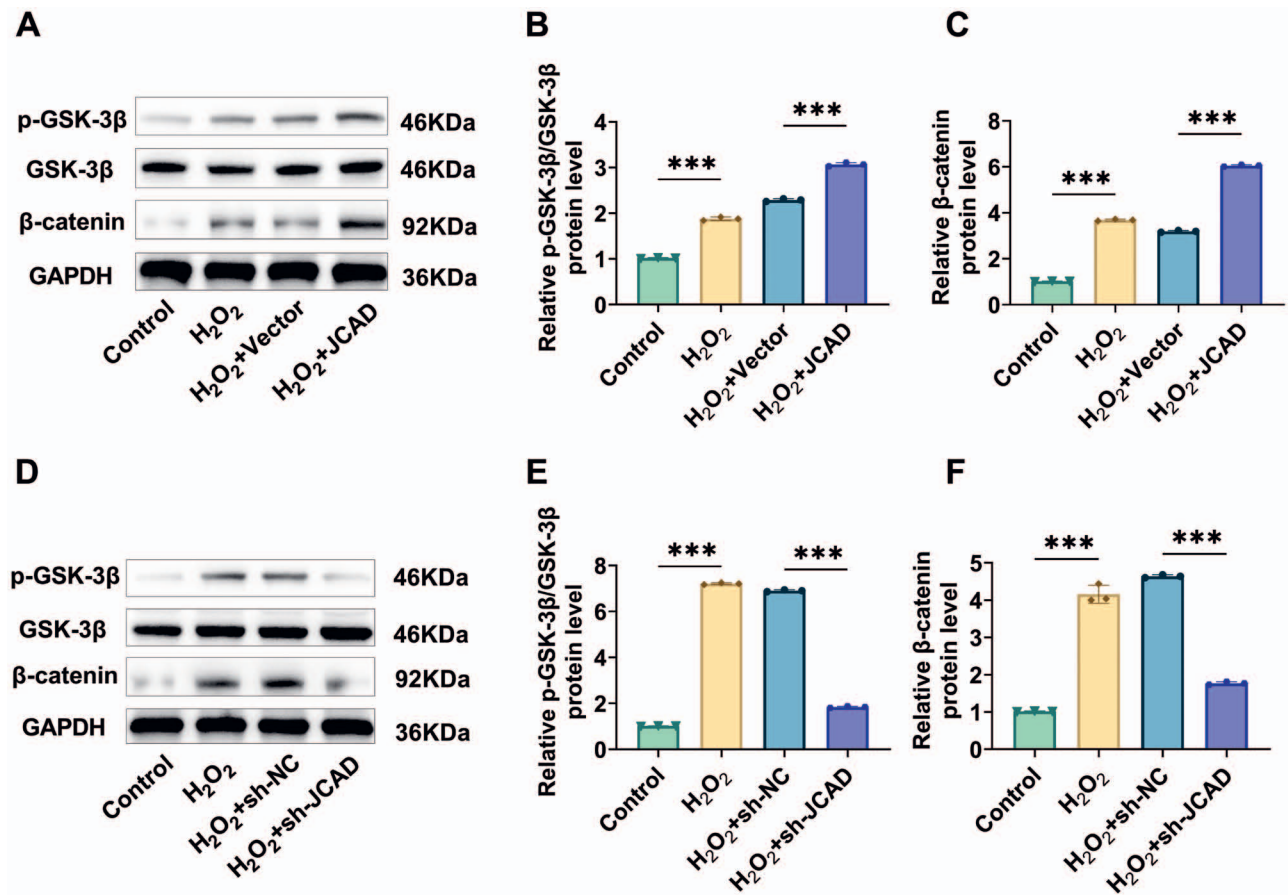 A
p-GSK-3β
46KDa
GSK-3β
46KDa
β-catenin
92KDa
GAPDH
36KDa
Control
H₂O₂
H₂O₂+Vector
H₂O₂+JCAD
B
Relative p-GSK-3β/GSK-3β
protein level
4
3
2
1
0
***
***
Control
H₂O₂
H₂O₂+Vector
H₂O₂+JCAD
C
Relative β-catenin
protein level
8
6
4
2
0
***
***
Control
H₂O₂
H₂O₂+Vector
H₂O₂+JCAD
D
p-GSK-3β
46KDa
GSK-3β
46KDa
β-catenin
92KDa
GAPDH
36KDa
Control
H₂O₂
H₂O₂+sh-NC
H₂O₂+sh-JCAD
E
Relative p-GSK-3β/GSK-3β
protein level
8
6
4
2
0
***
***
Control
H₂O₂
H₂O₂+sh-NC
H₂O₂+sh-JCAD
F
Relative β-catenin
protein level
5
4
3
2
1
0
***
***
Control
H₂O₂
H₂O₂+sh-NC
H₂O₂+sh-JCAD